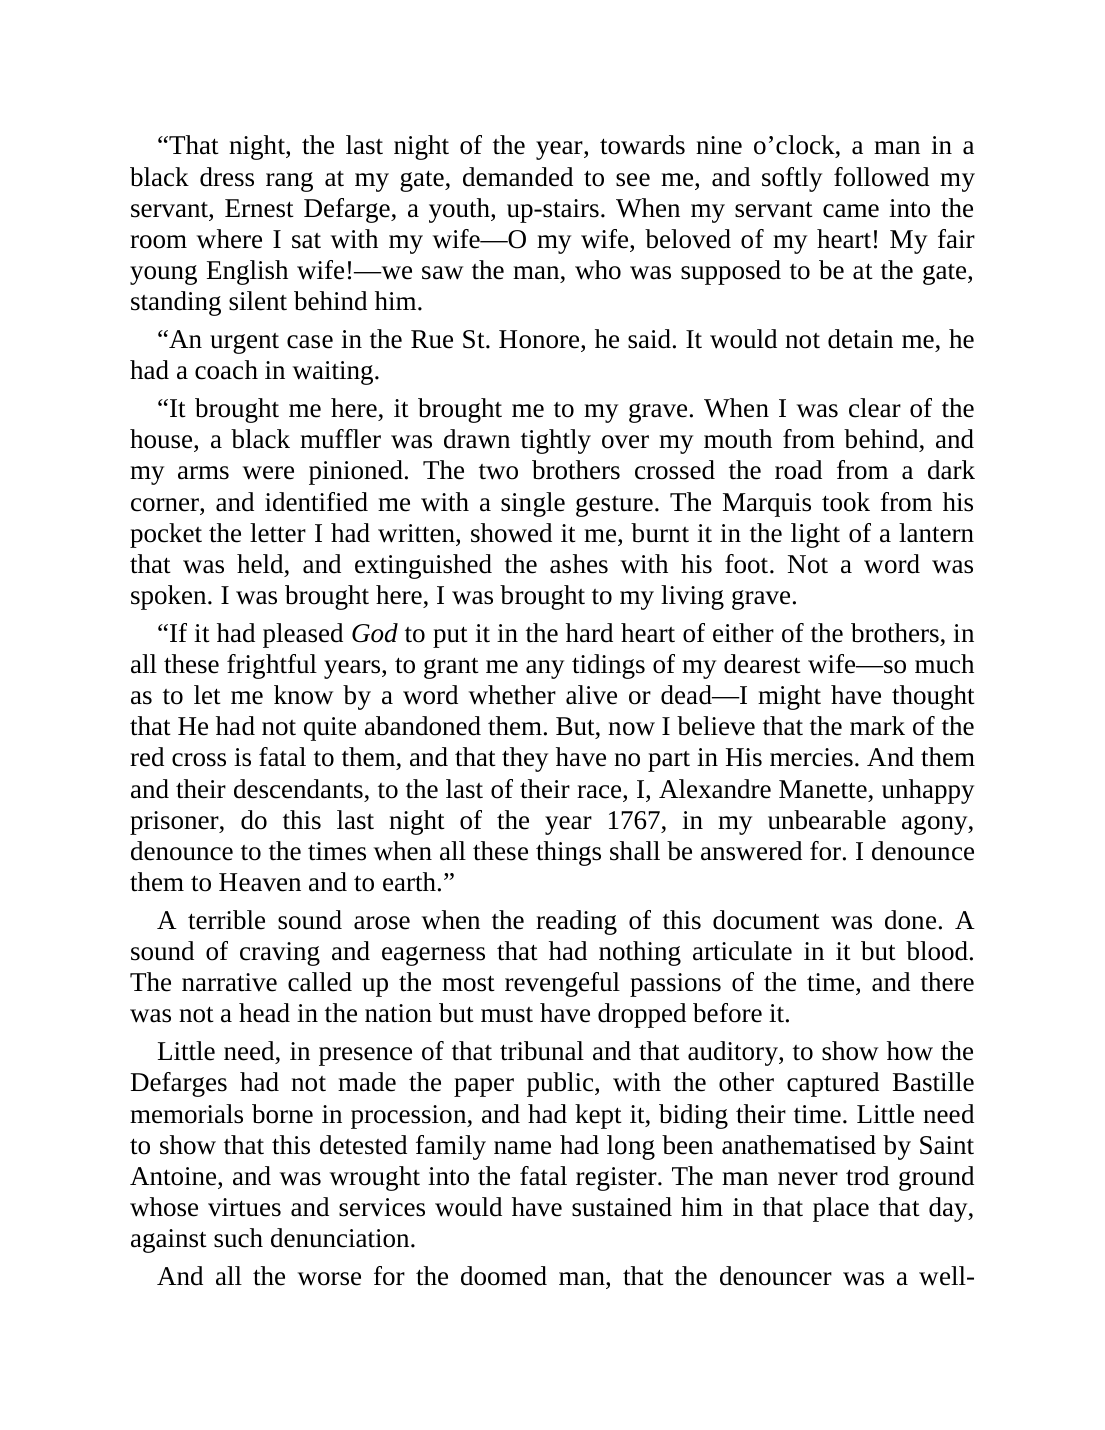 “That night, the last night of the year, towards nine o’clock, a man in a
black dress rang at my gate, demanded to see me, and softly followed my
servant, Ernest Defarge, a youth, up-stairs. When my servant came into the
room where I sat with my wife—O my wife, beloved of my heart! My fair
young English wife!—we saw the man, who was supposed to be at the gate,
standing silent behind him.
“An urgent case in the Rue St. Honore, he said. It would not detain me, he
had a coach in waiting.
“It brought me here, it brought me to my grave. When I was clear of the
house, a black muffler was drawn tightly over my mouth from behind, and
my arms were pinioned. The two brothers crossed the road from a dark
corner, and identified me with a single gesture. The Marquis took from his
pocket the letter I had written, showed it me, burnt it in the light of a lantern
that was held, and extinguished the ashes with his foot. Not a word was
spoken. I was brought here, I was brought to my living grave.
“If it had pleased God to put it in the hard heart of either of the brothers, in
all these frightful years, to grant me any tidings of my dearest wife—so much
as to let me know by a word whether alive or dead—I might have thought
that He had not quite abandoned them. But, now I believe that the mark of the
red cross is fatal to them, and that they have no part in His mercies. And them
and their descendants, to the last of their race, I, Alexandre Manette, unhappy
prisoner, do this last night of the year 1767, in my unbearable agony,
denounce to the times when all these things shall be answered for. I denounce
them to Heaven and to earth.”
A terrible sound arose when the reading of this document was done. A
sound of craving and eagerness that had nothing articulate in it but blood.
The narrative called up the most revengeful passions of the time, and there
was not a head in the nation but must have dropped before it.
Little need, in presence of that tribunal and that auditory, to show how the
Defarges had not made the paper public, with the other captured Bastille
memorials borne in procession, and had kept it, biding their time. Little need
to show that this detested family name had long been anathematised by Saint
Antoine, and was wrought into the fatal register. The man never trod ground
whose virtues and services would have sustained him in that place that day,
against such denunciation.
And all the worse for the doomed man, that the denouncer was a well-